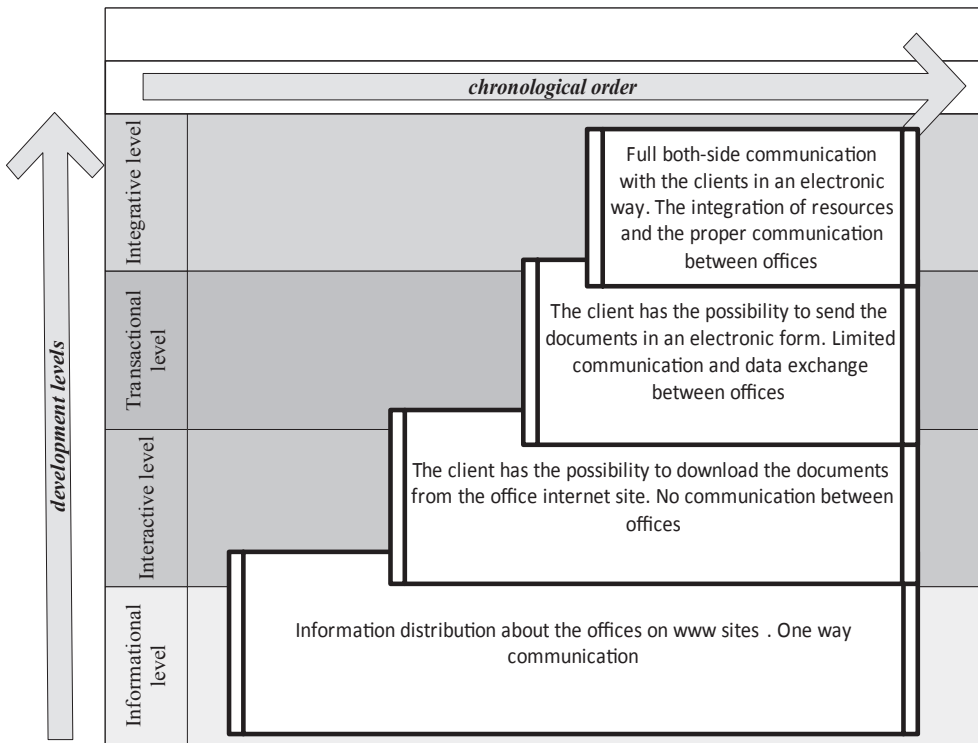 chronological order
development levels
Integrative level
Full both-side communication
with the clients in an electronic
way. The integration of resources
and the proper communication
between offices
Transactional
level
The client has the possibility to send the
documents in an electronic form. Limited
communication and data exchange
between offices
Interactive level
The client has the possibility to download the documents
from the office internet site. No communication between
offices
Informational
level
Information distribution about the offices on www sites . One way
communication